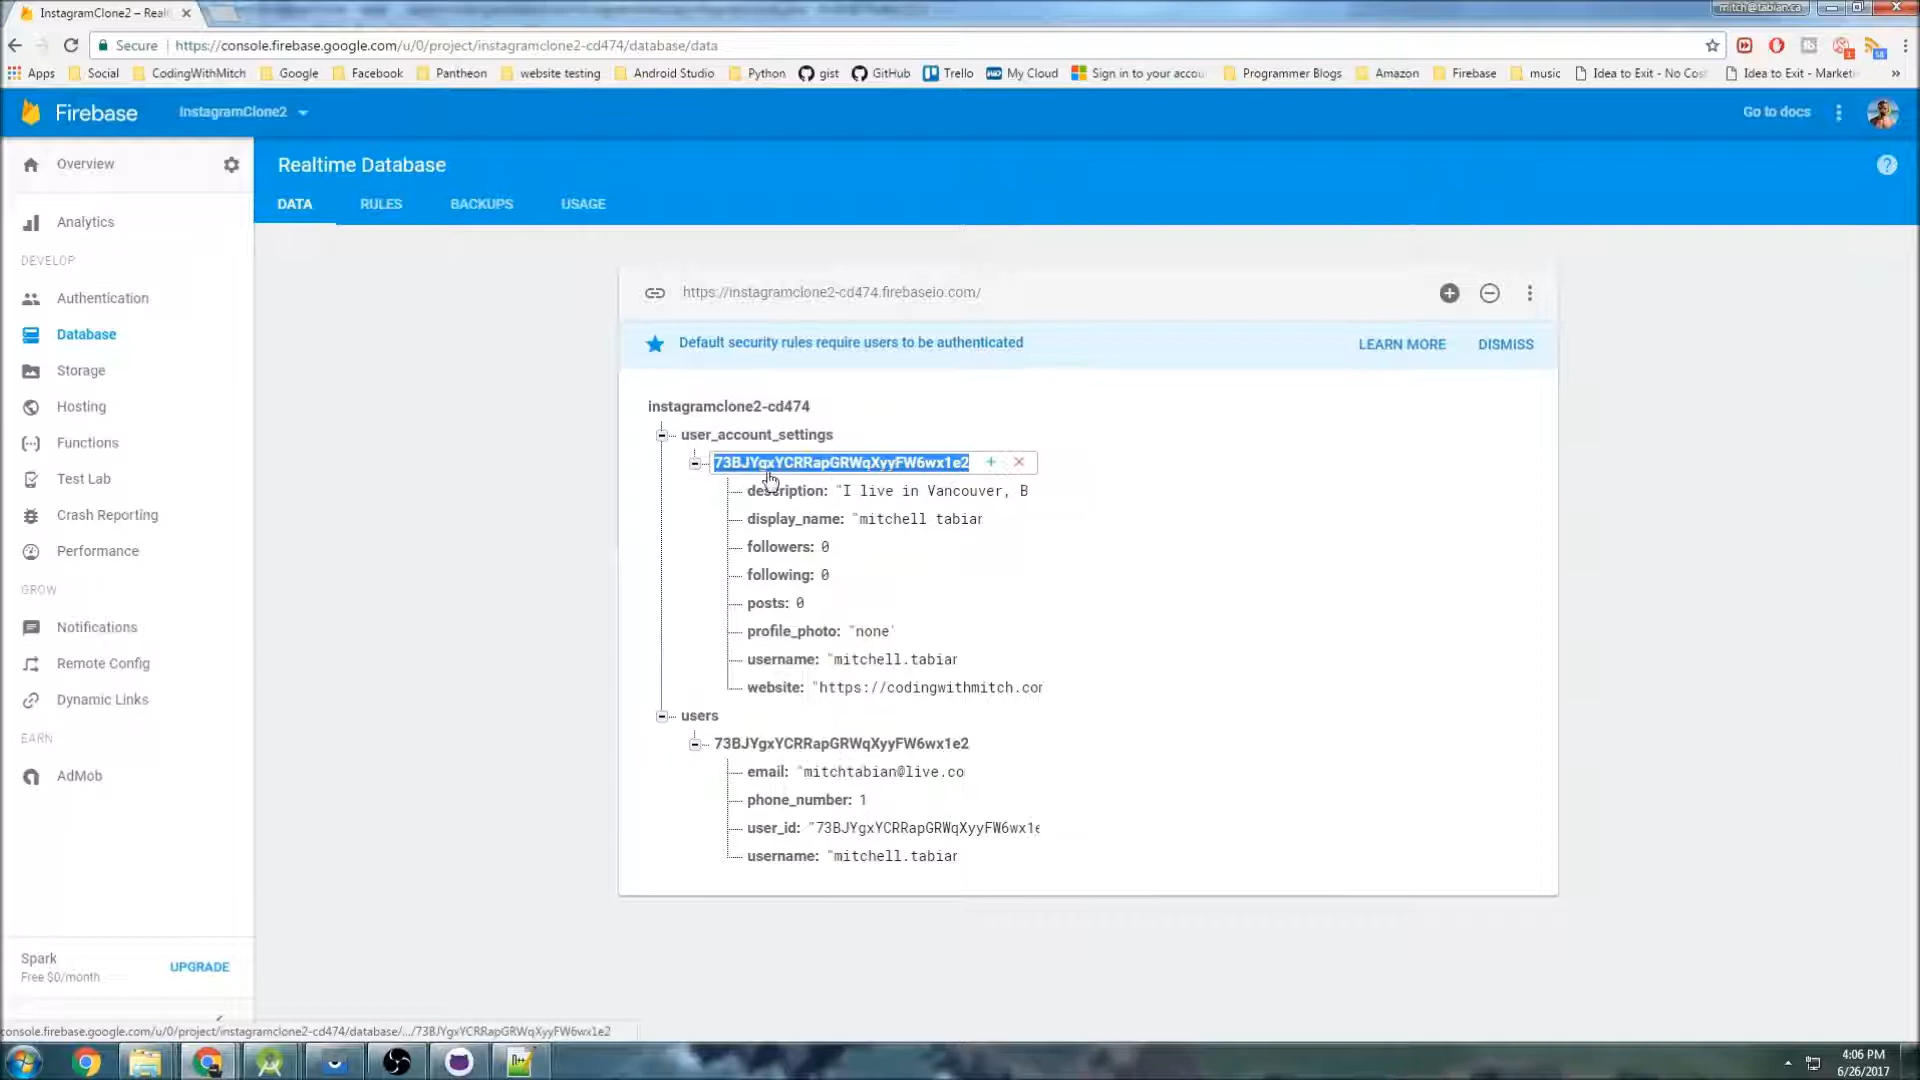 InstagramClone2 – Real
mitch@tabian.ca
Secure https://console.firebase.google.com/u/0/project/instagramclone2-cd474/database/data
Apps Social CodingWithMitch Google Facebook Pantheon website testing Android Studio Python gist GitHub Trello My Cloud Sign in to your accou Programmer Blogs Amazon Firebase music Idea to Exit - No Cos Idea to Exit - Market »
Firebase InstagramClone2 Go to docs
Overview
Realtime Database
DATA RULES BACKUPS USAGE
Analytics
DEVELOP
Authentication
Database
Storage
Hosting
Functions
Test Lab
Crash Reporting
Performance
GROW
Notifications
Remote Config
Dynamic Links
EARN
AdMob
Spark
Free $0/month
UPGRADE
https://instagramclone2-cd474.firebaseio.com/
Default security rules require users to be authenticated LEARN MORE DISMISS
instagramclone2-cd474
user_account_settings
73BJYgxYCRRapGRWqXyyFW6wx1e2
description: "I live in Vancouver, B
display_name: "mitchell tabian
followers: 0
following: 0
posts: 0
profile_photo: "none"
username: "mitchell.tabian
website: "https://codingwithmitch.com
users
73BJYgxYCRRapGRWqXyyFW6wx1e2
email: "mitchtabian@live.co
phone_number: 1
user_id: "73BJYgxYCRRapGRWqXyyFW6wx1e
username: "mitchell.tabian
console.firebase.google.com/u/0/project/instagramclone2-cd474/database/.../73BJYgxYCRRapGRWqXyyFW6wx1e2
4:06 PM
6/26/2017